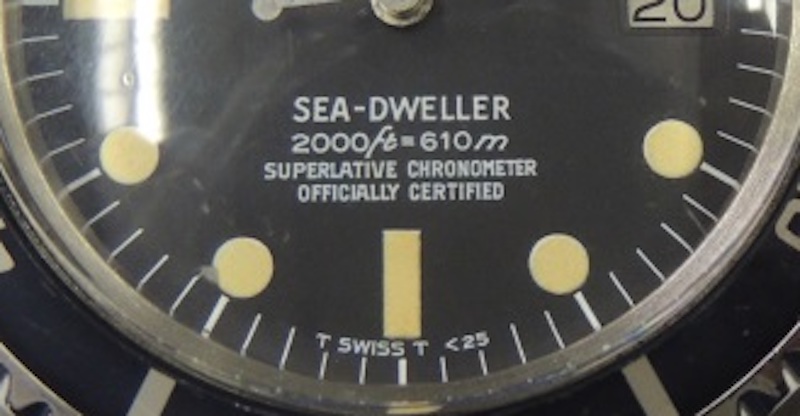 20
SEA-DWELLER
2000ft=610m
SUPERLATIVE CHRONOMETER
OFFICIALLY CERTIFIED
T SWISS T <25